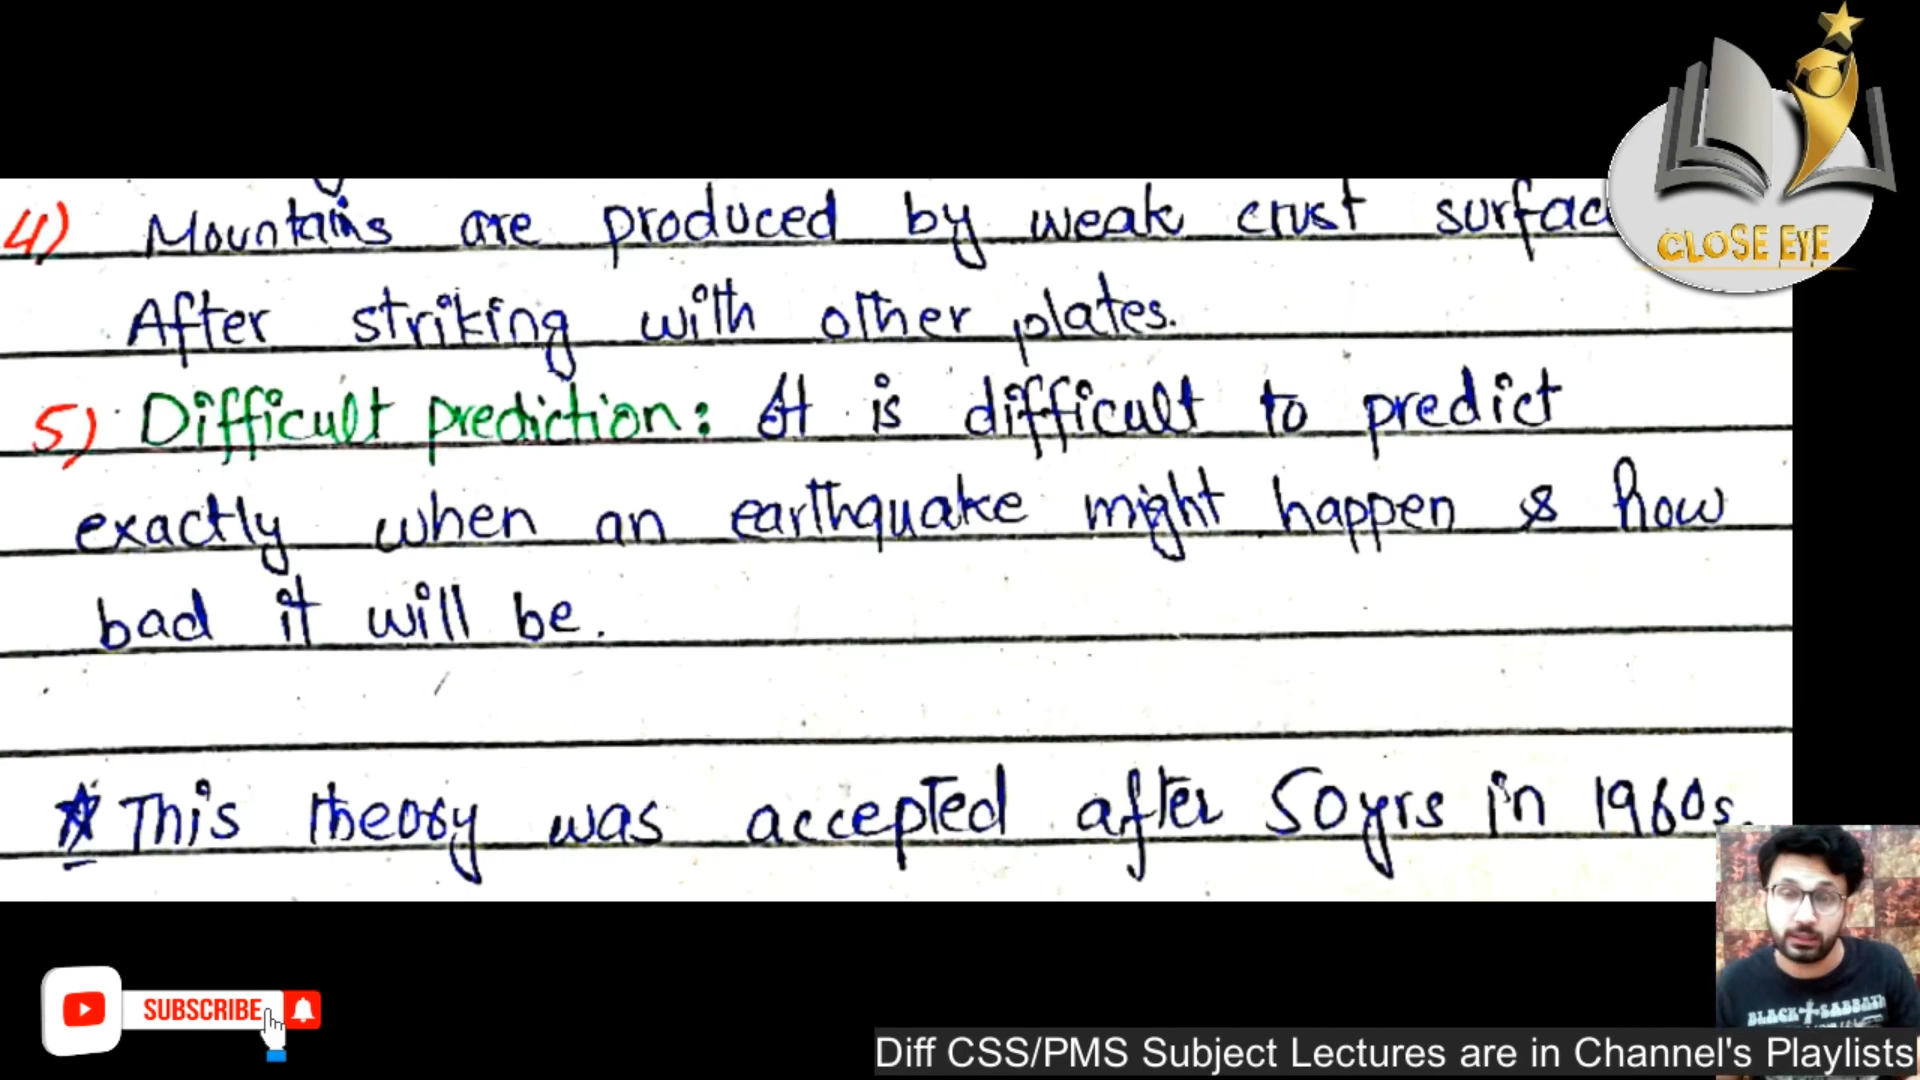 4) Mountains are produced by weak crust surfac
After striking with other plates.
5) Difficult prediction: It is difficult to predict
exactly when an earthquake might happen & how
bad it will be.
This theory was accepted after 50yrs in 1960s.
CLOSE EYE
SUBSCRIBE
BLACK SABBATH
Diff CSS/PMS Subject Lectures are in Channel's Playlists